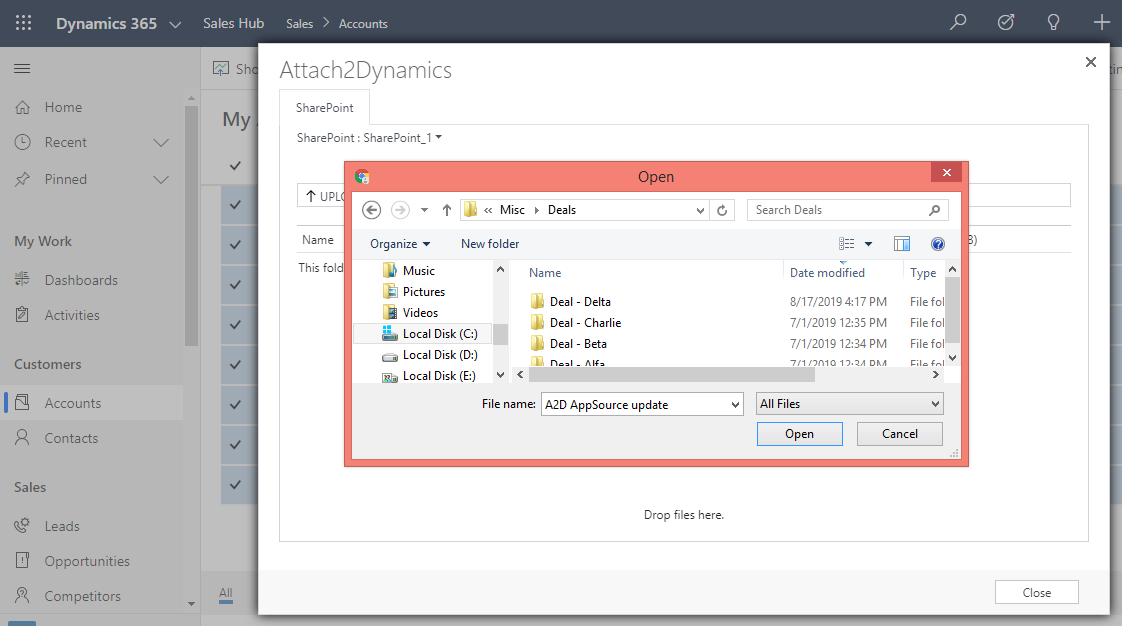 Dynamics 365 Sales Hub Sales > Accounts
Home
Recent
Pinned
My Work
Dashboards
Activities
Customers
Accounts
Contacts
Sales
Leads
Opportunities
Competitors
My
All
Attach2Dynamics
SharePoint
SharePoint : SharePoint_1
Name
Drop files here.
Close
Open
« Misc Deals
Search Deals
Organize New folder
Music
Pictures
Videos
Local Disk (C:)
Local Disk (D:)
Local Disk (E:)
Name Date modified Type
Deal - Delta 8/17/2019 4:17 PM File fol
Deal - Charlie 7/1/2019 12:35 PM File fol
Deal - Beta 7/1/2019 12:34 PM File fol
Deal - Alfa 7/1/2019 12:34 PM File fol
File name: A2D AppSource update All Files
Open Cancel